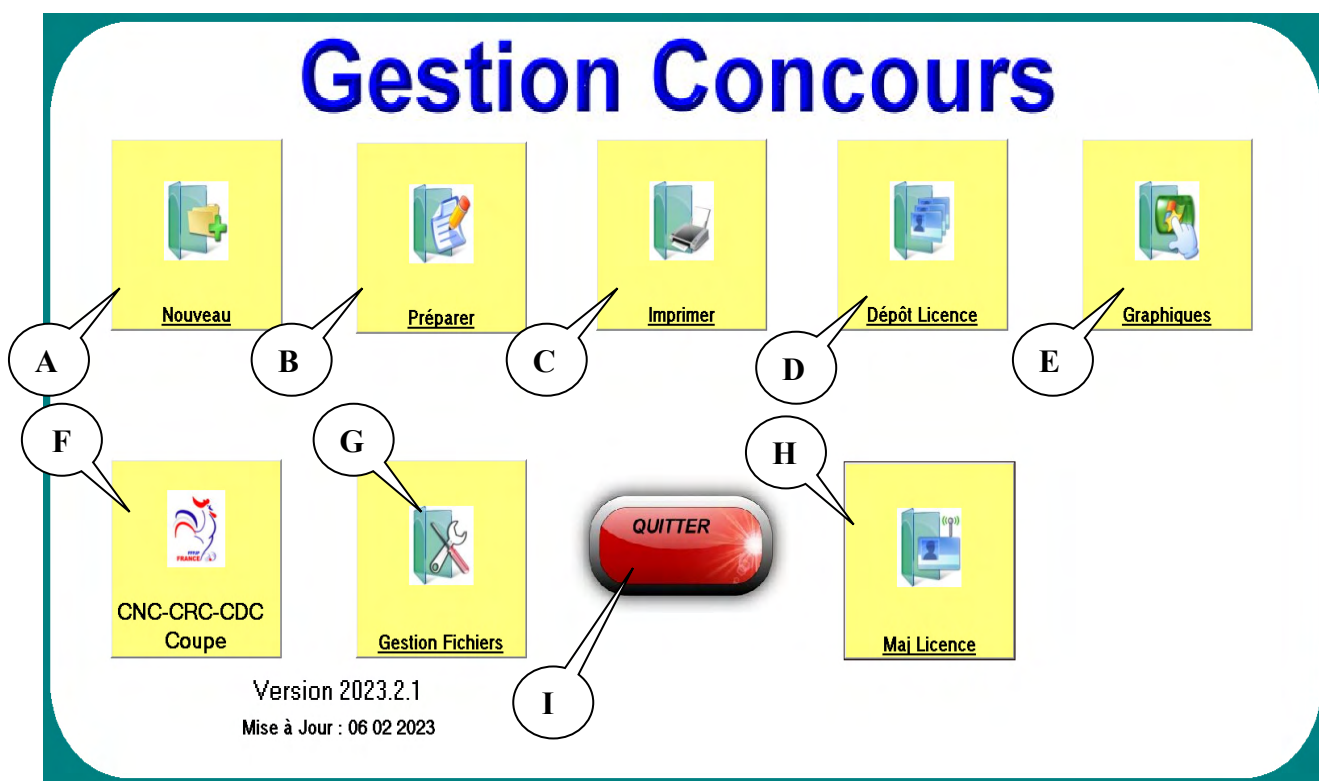 Gestion Concours
Nouveau
Préparer
Imprimer
Dépôt Licence
Graphiques
A
B
C
D
E
F
G
H
QUITTER
FRANCE
CNC-CRC-CDC
Coupe
Gestion Fichiers
Maj Licence
I
Version 2023.2.1
Mise à Jour : 06 02 2023